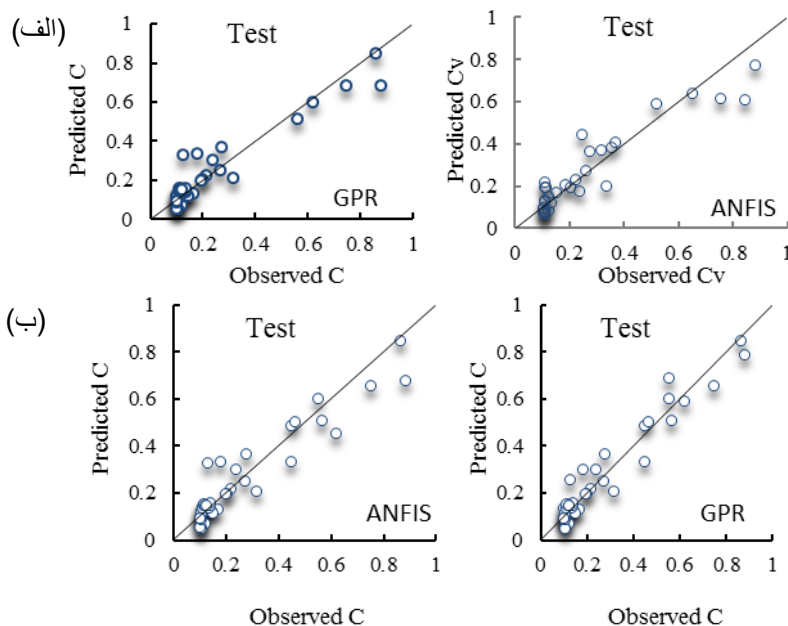 (الف)
Test
Predicted C
1
0.8
0.6
0.4
0.2
0
0 0.2 0.4 0.6 0.8 1
GPR
Observed C
Test
Predicted Cv
1
0.8
0.6
0.4
0.2
0
0 0.2 0.4 0.6 0.8 1
ANFIS
Observed Cv
(ب)
Test
Predicted C
1
0.8
0.6
0.4
0.2
0
0 0.2 0.4 0.6 0.8 1
ANFIS
Observed C
Test
Predicted C
1
0.8
0.6
0.4
0.2
0
0 0.2 0.4 0.6 0.8 1
GPR
Observed C